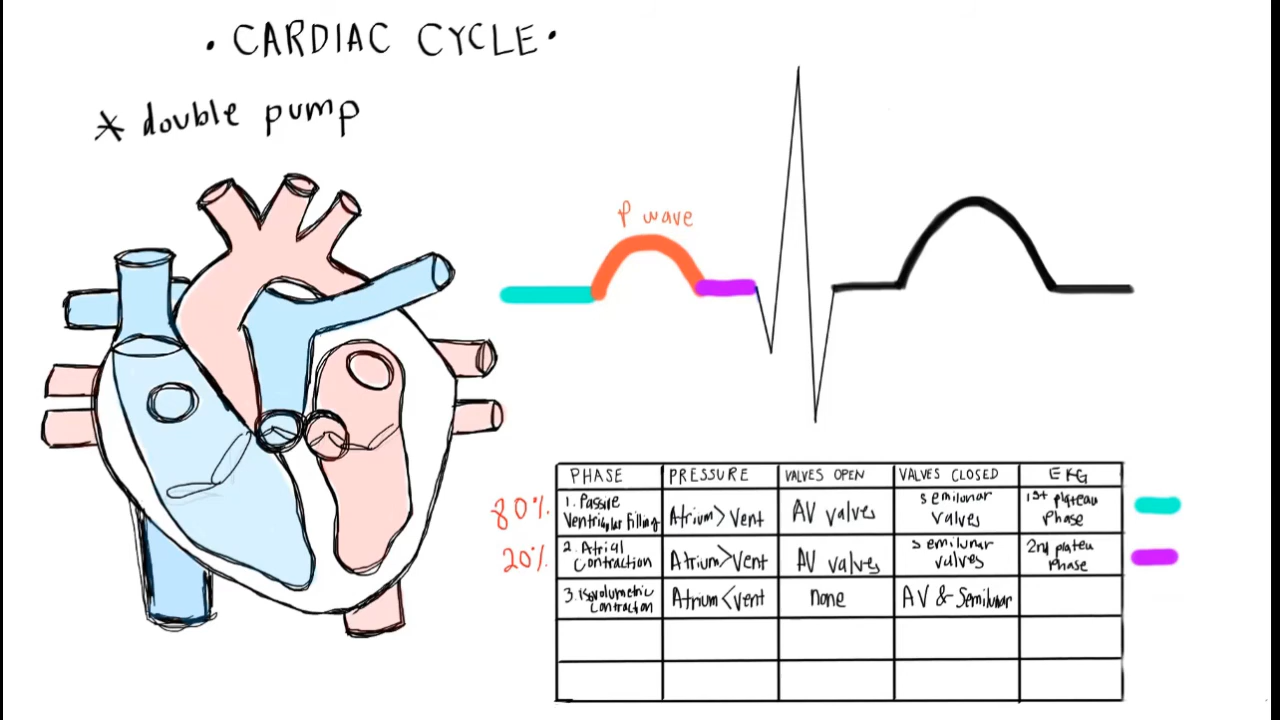 • CARDIAC CYCLE •
* double pump
P wave
PHASE PRESSURE VALVES OPEN VALVES CLOSED EKG
80% 1. Passive Ventricular Filling Atrium > Vent AV valves semilunar valves 1st plateau Phase
20% 2. Atrial Contraction Atrium > Vent AV valves semilunar valves 2nd plateu Phase
3. Isovolumetric contraction Atrium < vent none AV & Semilunar